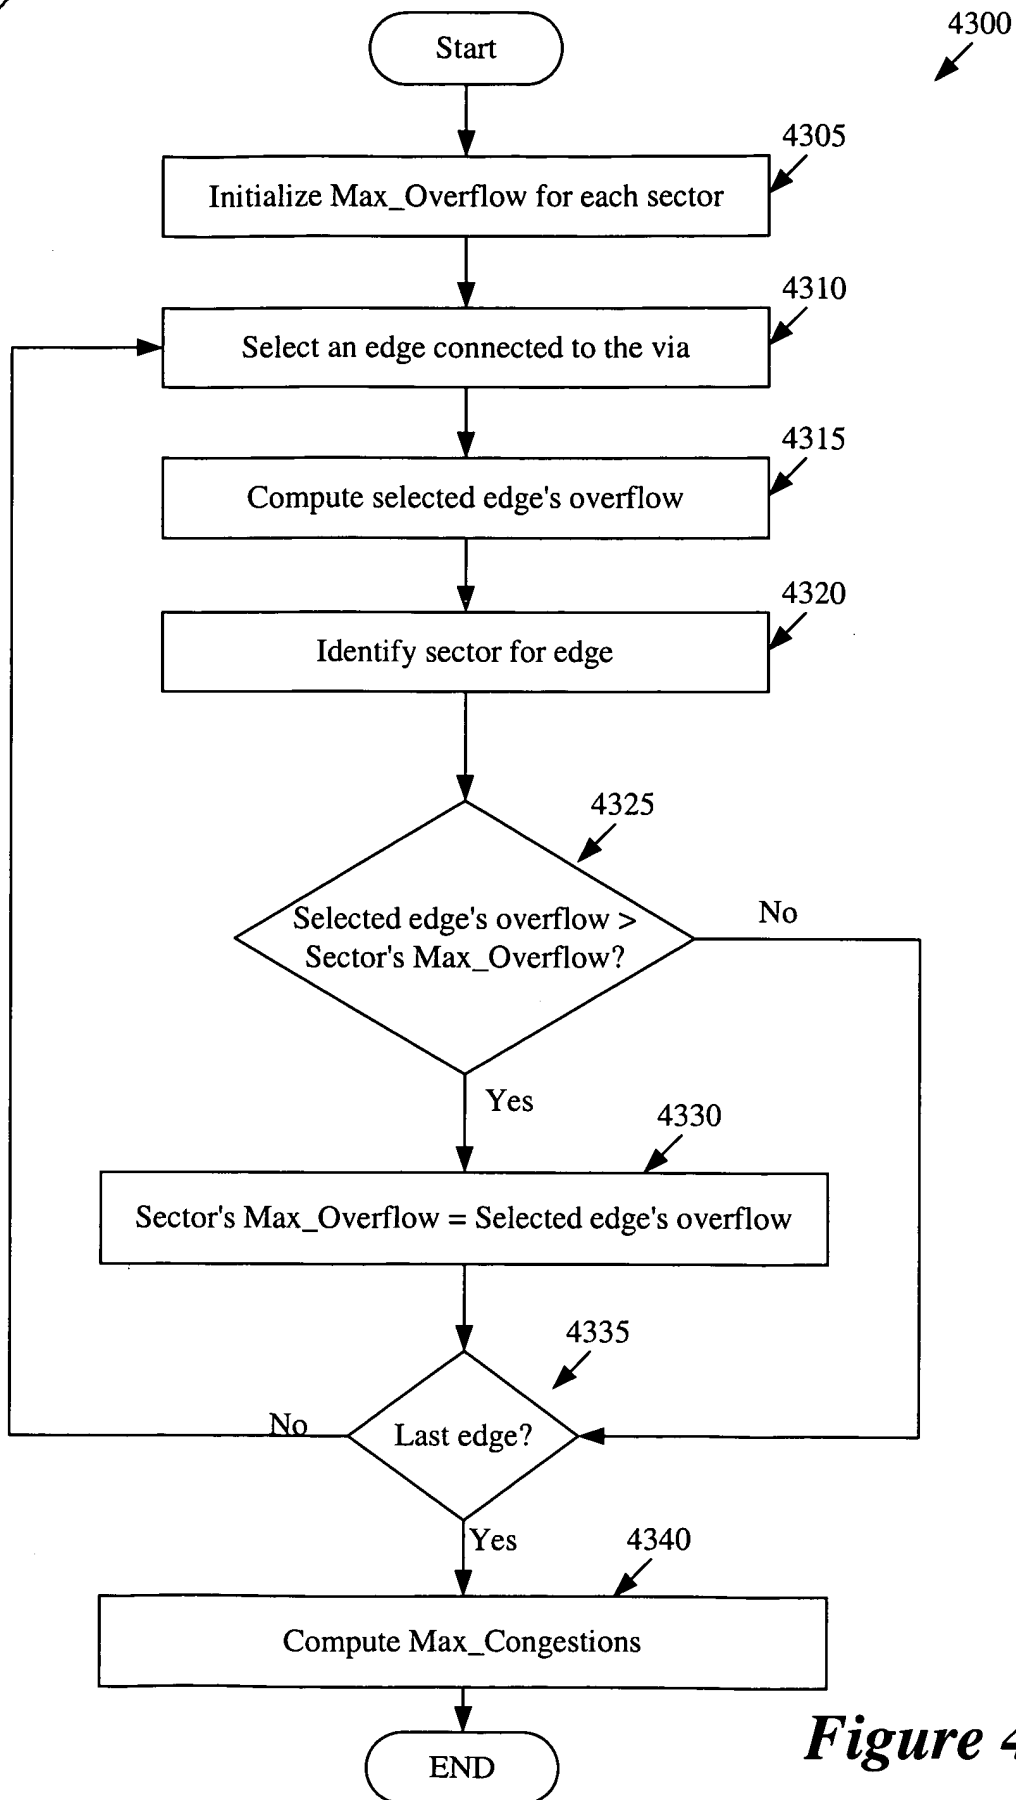 Start
4300
4305
Initialize Max_Overflow for each sector
4310
Select an edge connected to the via
4315
Compute selected edge's overflow
4320
Identify sector for edge
4325
Selected edge's overflow >
Sector's Max_Overflow?
No
Yes
4330
Sector's Max_Overflow = Selected edge's overflow
4335
No
Last edge?
Yes
4340
Compute Max_Congestions
END
Figure 4